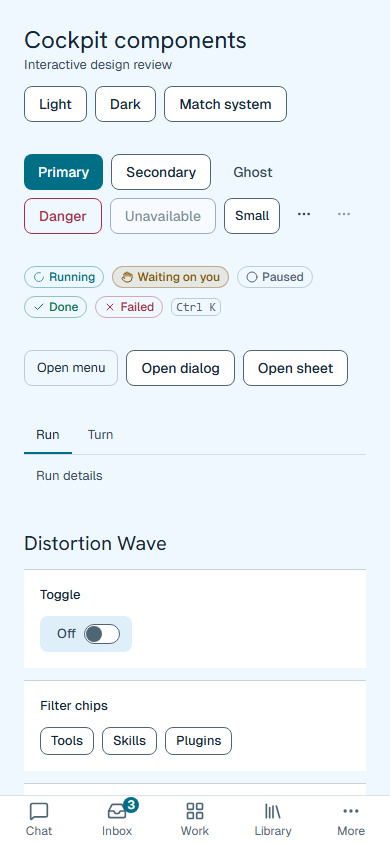 Cockpit components
Interactive design review
Light Dark Match system
Primary Secondary Ghost
Danger Unavailable Small
Running Waiting on you Paused
Done Failed Ctrl K
Open menu Open dialog Open sheet
Run Turn
Run details
Distortion Wave
Toggle
Off
Filter chips
Tools Skills Plugins
3
Chat Inbox Work Library More